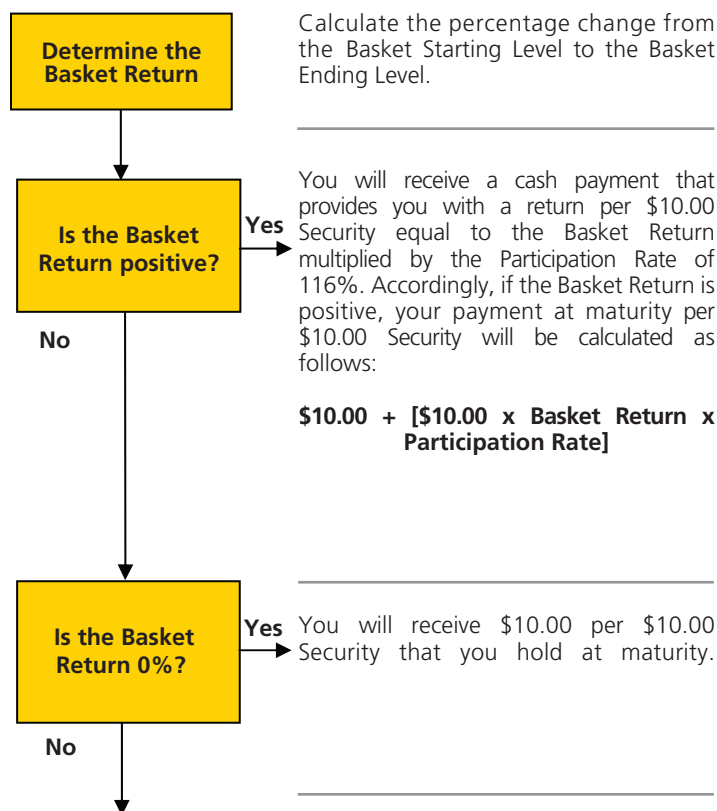 Determine the
Basket Return
Calculate the percentage change from
the Basket Starting Level to the Basket
Ending Level.
Is the Basket
Return positive?
Yes
No
You will receive a cash payment that
provides you with a return per $10.00
Security equal to the Basket Return
multiplied by the Participation Rate of
116%. Accordingly, if the Basket Return is
positive, your payment at maturity per
$10.00 Security will be calculated as
follows:
$10.00 + [$10.00 x Basket Return x
Participation Rate]
Is the Basket
Return 0%?
Yes
No
You will receive $10.00 per $10.00
Security that you hold at maturity.